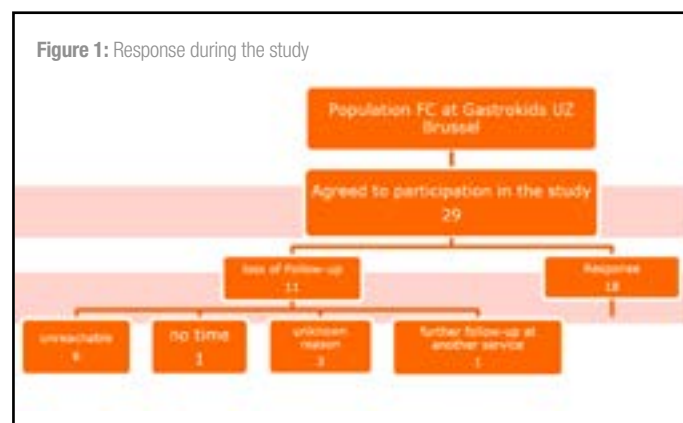 Figure 1: Response during the study
Population FC at Gastrokids UZ
Brussel
Agreed to participation in the study
29
loss of Follow-up
11
Response
18
unreachable
6
no time
1
unknown
reason
3
further follow-up at
another service
1